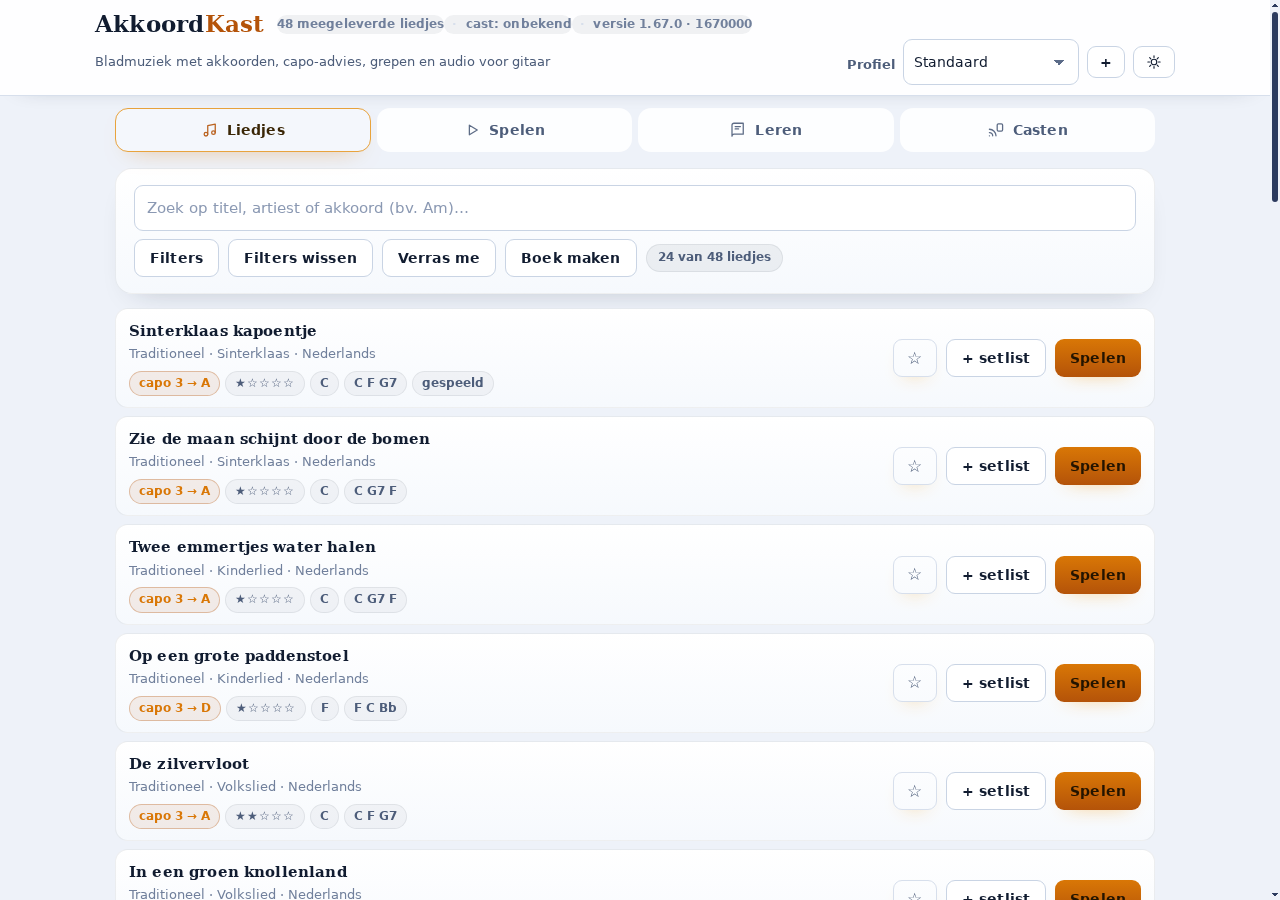 AkkoordKast 48 meegeleverde liedjes · cast: onbekend · versie 1.67.0 · 1670000
Bladmuziek met akkoorden, capo-advies, grepen en audio voor gitaar
Profiel Standaard +
Liedjes Spelen Leren Casten
Zoek op titel, artiest of akkoord (bv. Am)…
Filters Filters wissen Verras me Boek maken 24 van 48 liedjes
Sinterklaas kapoentje
Traditioneel · Sinterklaas · Nederlands
capo 3 → A ★☆☆☆☆ C C F G7 gespeeld
☆ + setlist Spelen
Zie de maan schijnt door de bomen
Traditioneel · Sinterklaas · Nederlands
capo 3 → A ★☆☆☆☆ C C G7 F
☆ + setlist Spelen
Twee emmertjes water halen
Traditioneel · Kinderlied · Nederlands
capo 3 → A ★☆☆☆☆ C C G7 F
☆ + setlist Spelen
Op een grote paddenstoel
Traditioneel · Kinderlied · Nederlands
capo 3 → D ★☆☆☆☆ F F C Bb
☆ + setlist Spelen
De zilvervloot
Traditioneel · Volkslied · Nederlands
capo 3 → A ★★☆☆☆ C C F G7
☆ + setlist Spelen
In een groen knollenland
Traditioneel · Volkslied · Nederlands
☆ + setlist Spelen